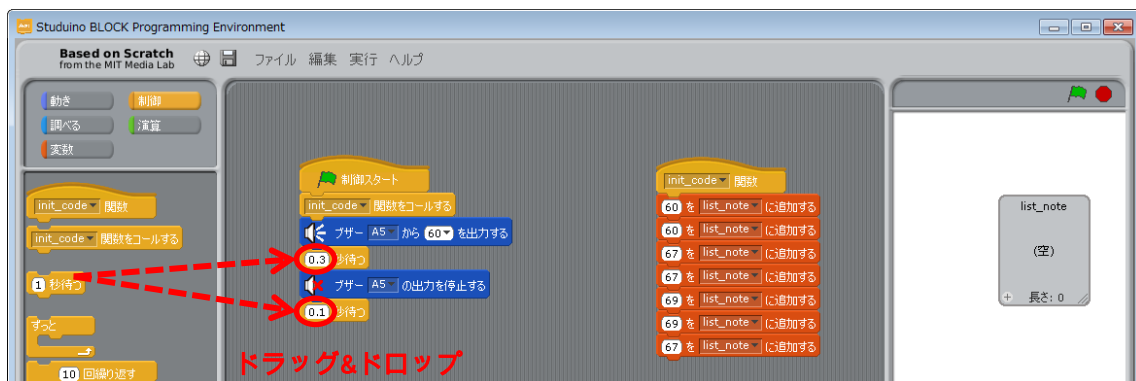 Studuino BLOCK Programming Environment
Based on Scratch
from the MIT Media Lab
ファイル 編集 実行 ヘルプ
動き 制御
調べる 演算
変数
init_code 関数
init_code 関数をコールする
1 秒待つ
ずっと
10 回繰り返す
制御スタート
init_code 関数をコールする
ブザー A5 から 60 を出力する
0.3 秒待つ
ブザー A5 の出力を停止する
0.1 秒待つ
ドラッグ&ドロップ
init_code 関数
60 を list_note に追加する
60 を list_note に追加する
67 を list_note に追加する
67 を list_note に追加する
69 を list_note に追加する
69 を list_note に追加する
67 を list_note に追加する
list_note
(空)
+ 長さ: 0